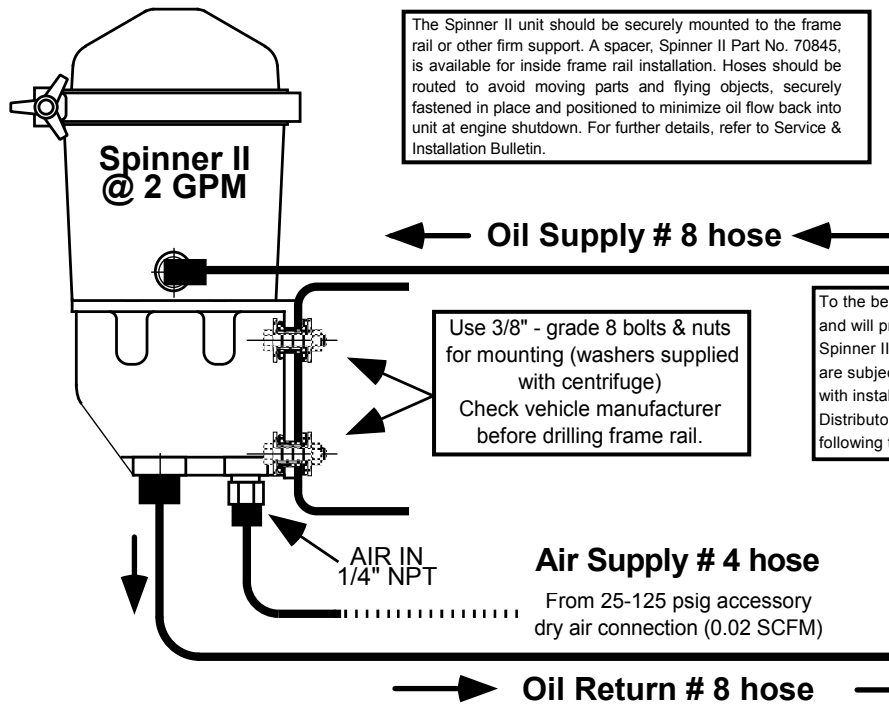 The Spinner II unit should be securely mounted to the frame
rail or other firm support. A spacer, Spinner II Part No. 70845,
is available for inside frame rail installation. Hoses should be
routed to avoid moving parts and flying objects, securely
fastened in place and positioned to minimize oil flow back into
unit at engine shutdown. For further details, refer to Service &
Installation Bulletin.
Spinner II
@ 2 GPM
Oil Supply # 8 hose
To the be
and will pr
Spinner II
are subjec
with instal
Distributo
following t
Use 3/8" - grade 8 bolts & nuts
for mounting (washers supplied
with centrifuge)
Check vehicle manufacturer
before drilling frame rail.
AIR IN
1/4" NPT
Air Supply # 4 hose
From 25-125 psig accessory
dry air connection (0.02 SCFM)
Oil Return # 8 hose